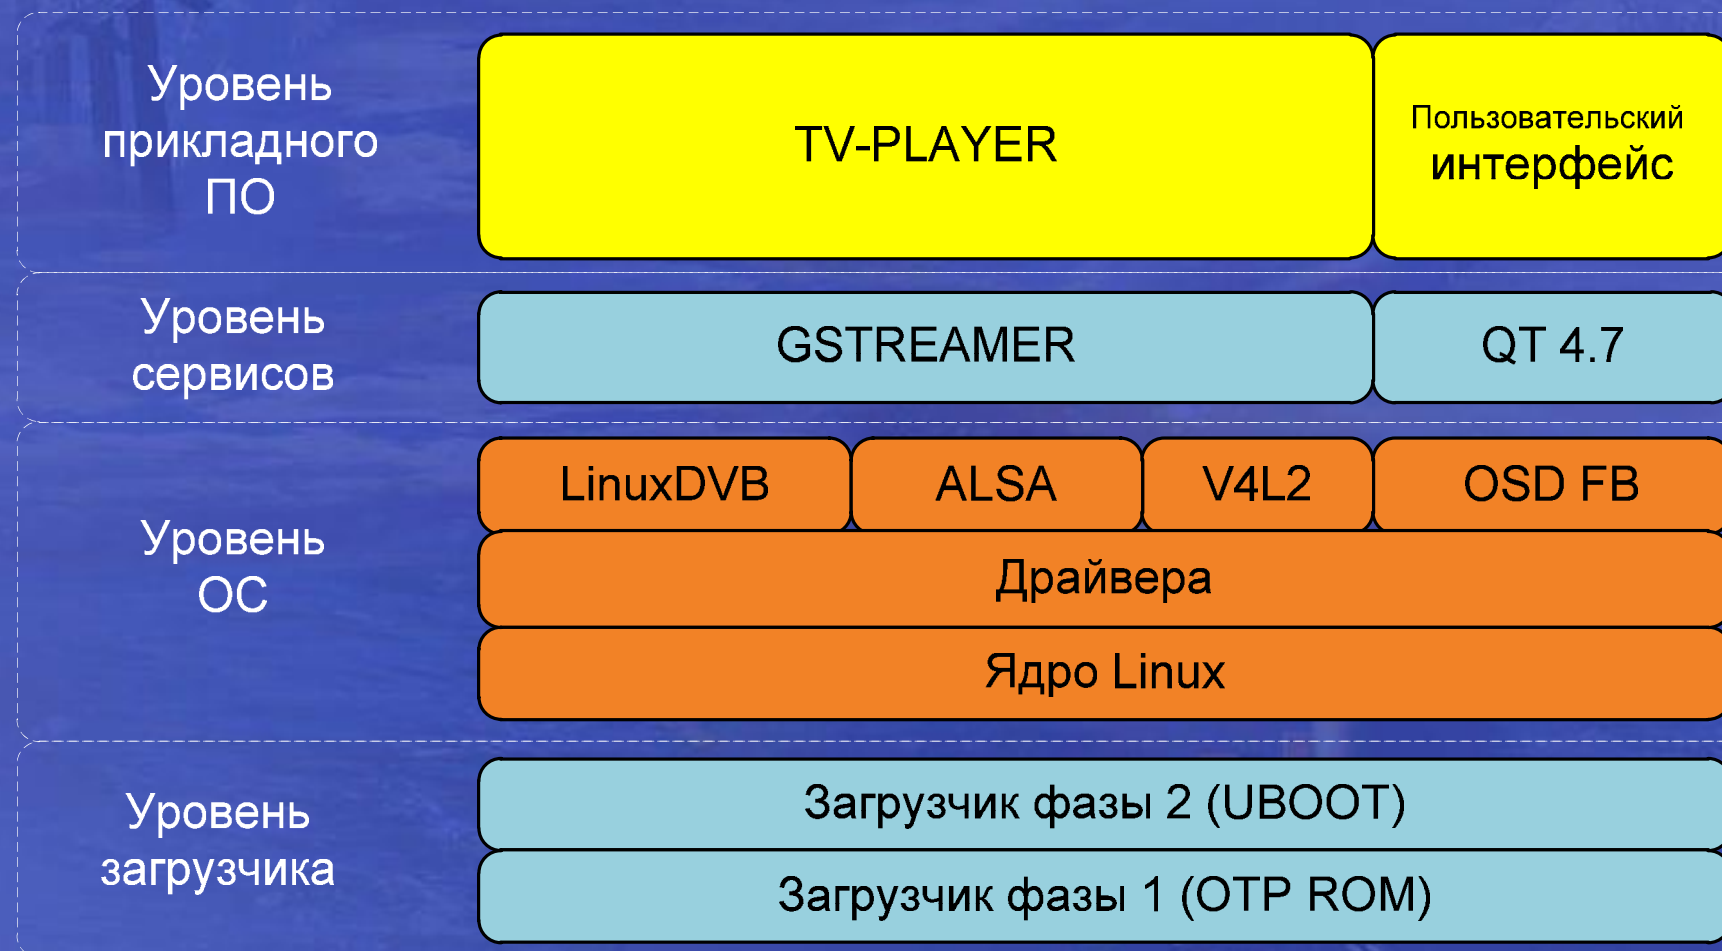 Уровень
прикладного
ПО
TV-PLAYER
Пользовательский
интерфейс
Уровень
сервисов
GSTREAMER
QT 4.7
Уровень
ОС
LinuxDVB
ALSA
V4L2
OSD FB
Драйвера
Ядро Linux
Уровень
загрузчика
Загрузчик фазы 2 (UBOOT)
Загрузчик фазы 1 (OTP ROM)